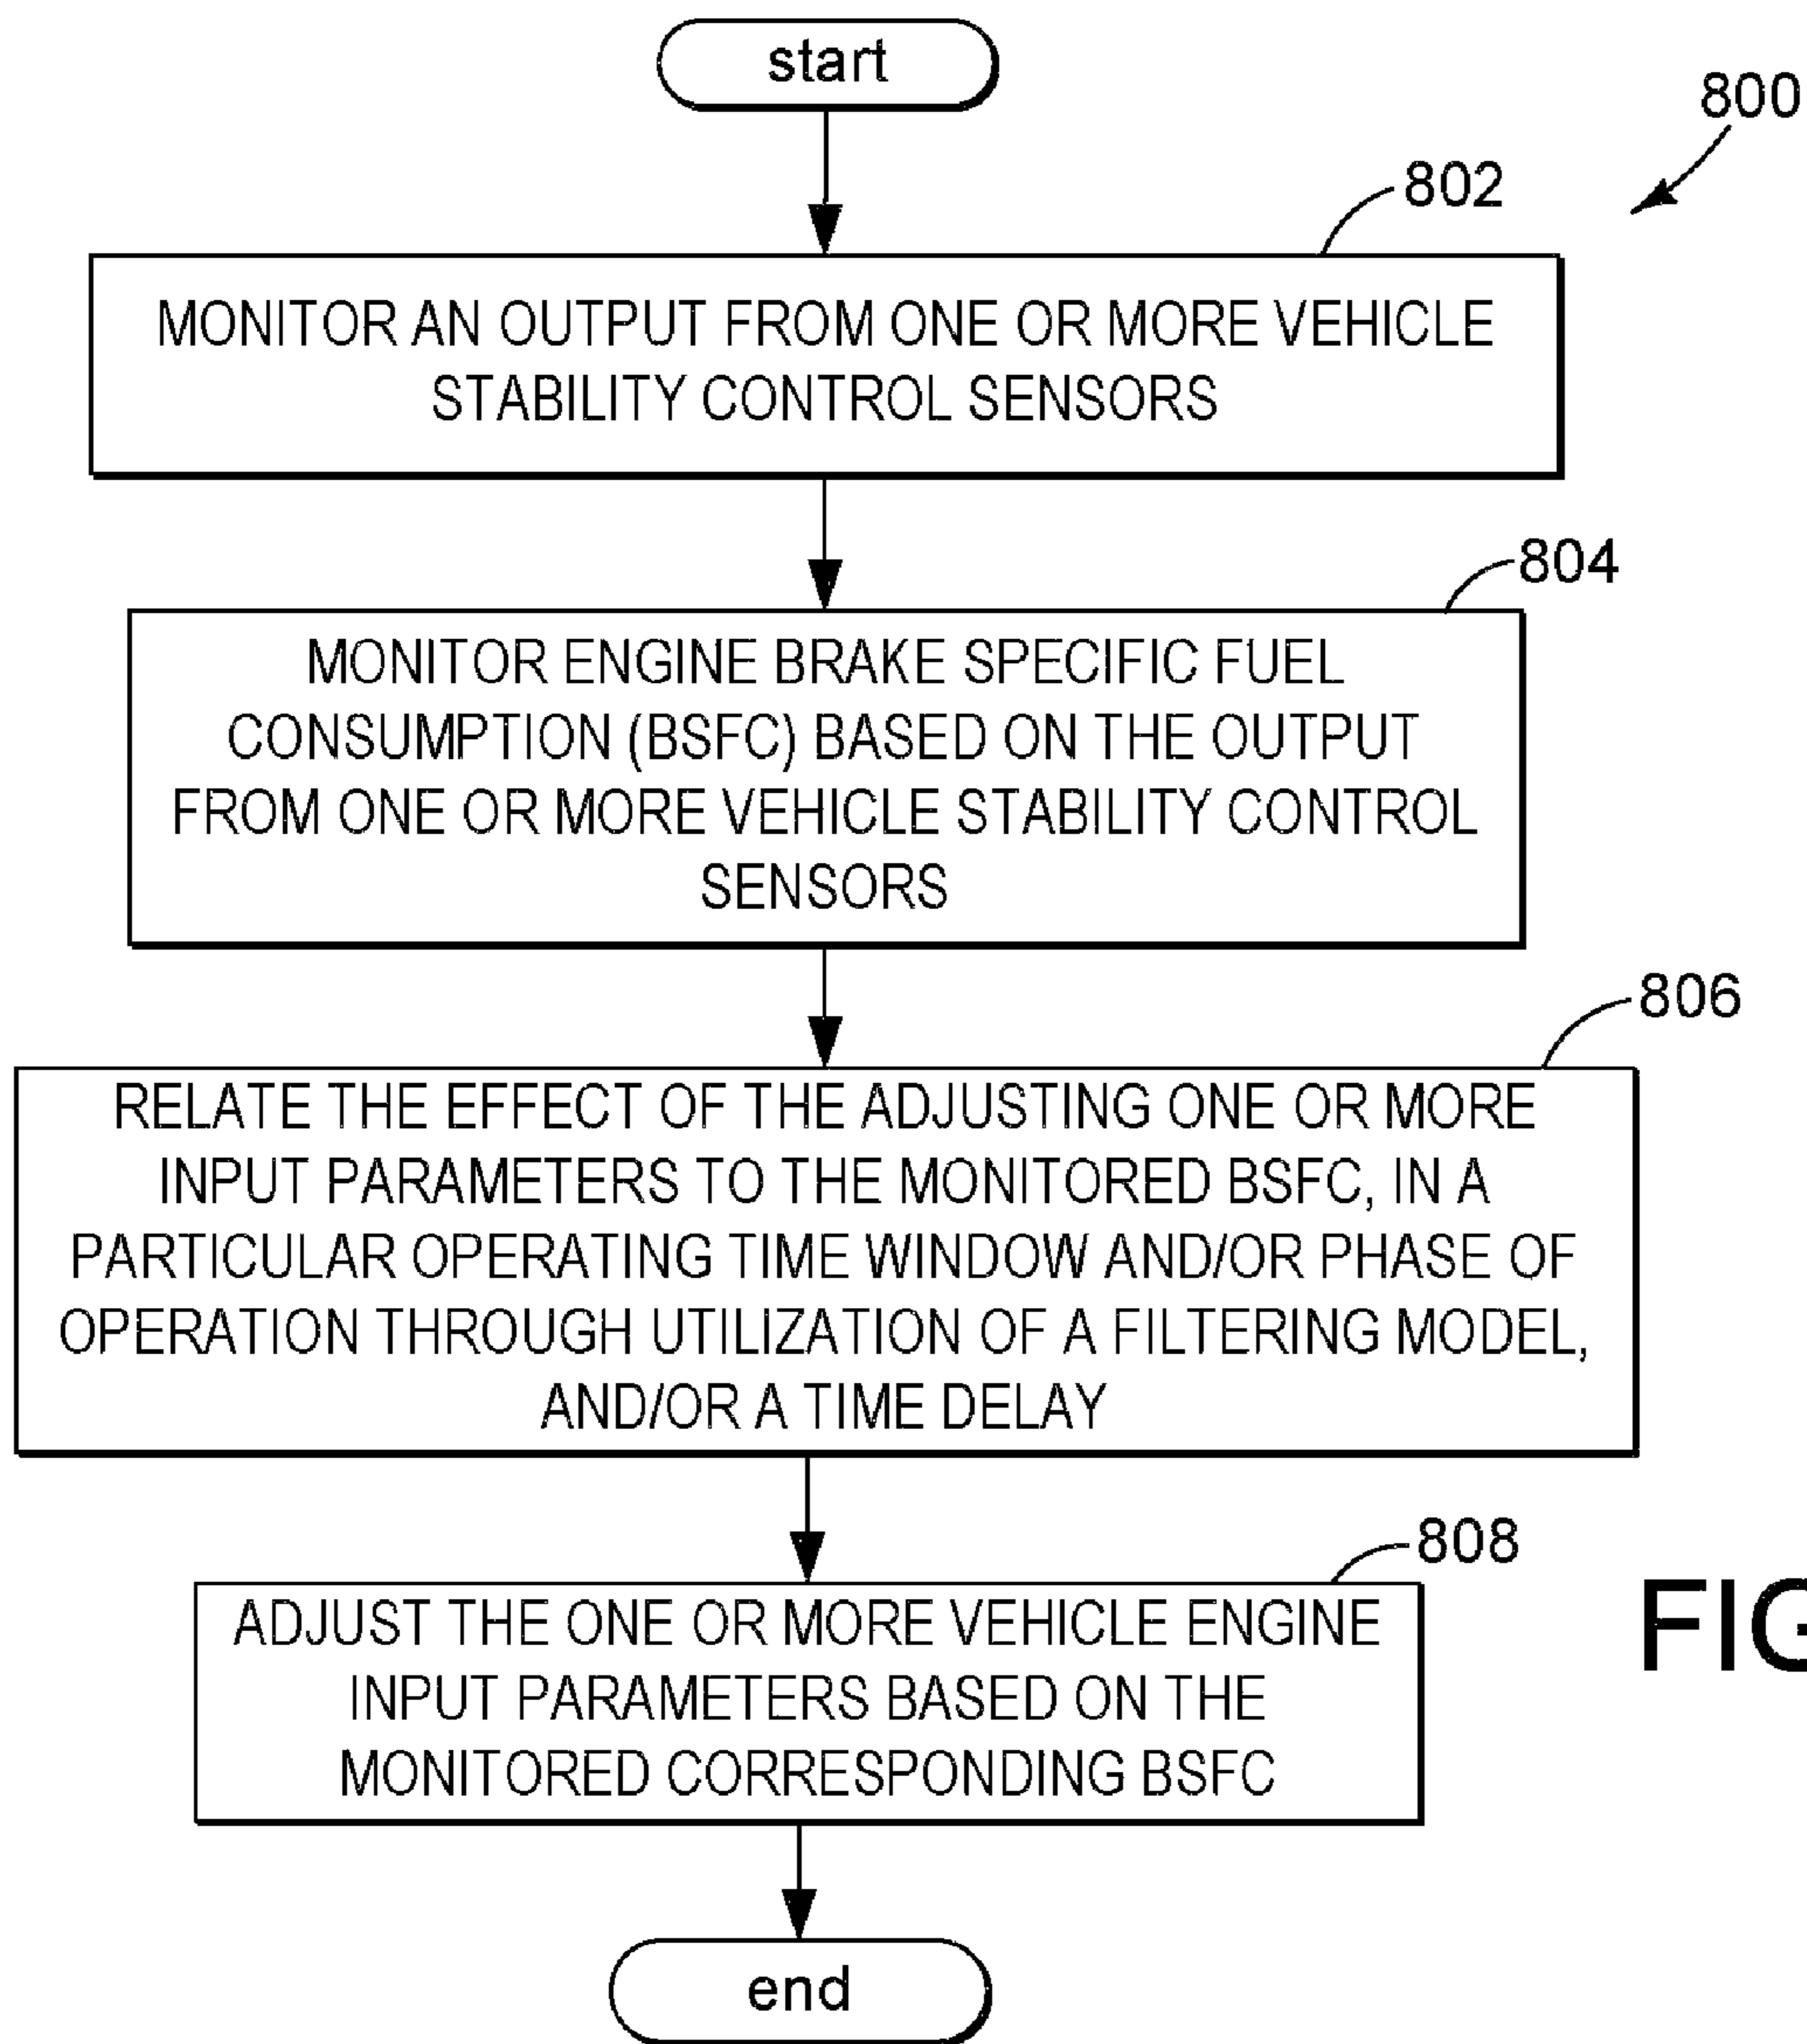 start
800
802
MONITOR AN OUTPUT FROM ONE OR MORE VEHICLE
STABILITY CONTROL SENSORS
804
MONITOR ENGINE BRAKE SPECIFIC FUEL
CONSUMPTION (BSFC) BASED ON THE OUTPUT
FROM ONE OR MORE VEHICLE STABILITY CONTROL
SENSORS
806
RELATE THE EFFECT OF THE ADJUSTING ONE OR MORE
INPUT PARAMETERS TO THE MONITORED BSFC, IN A
PARTICULAR OPERATING TIME WINDOW AND/OR PHASE OF
OPERATION THROUGH UTILIZATION OF A FILTERING MODEL,
AND/OR A TIME DELAY
808
ADJUST THE ONE OR MORE VEHICLE ENGINE
INPUT PARAMETERS BASED ON THE
MONITORED CORRESPONDING BSFC
FIG
end